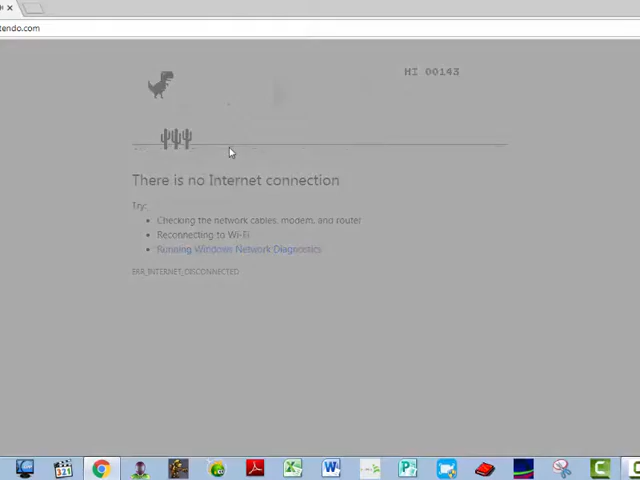 tendo.com
HI 00143
There is no Internet connection
Try:
Checking the network cables, modem, and router
Reconnecting to Wi-Fi
Running Windows Network Diagnostics
ERR_INTERNET_DISCONNECTED
321